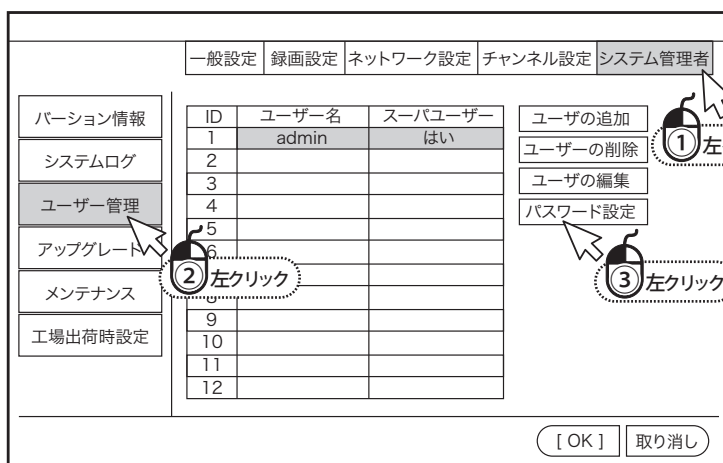 一般設定 録画設定 ネットワーク設定 チャンネル設定 システム管理者
バーション情報
システムログ
ユーザー管理
アップグレード
メンテナンス
工場出荷時設定
ID ユーザー名 スーパユーザー
1 admin はい
2
3
4
5
6
8
9
10
11
12
ユーザの追加
ユーザーの削除
ユーザの編集
パスワード設定
1 左
2 左クリック
3 左クリック
[ OK ] 取り消し